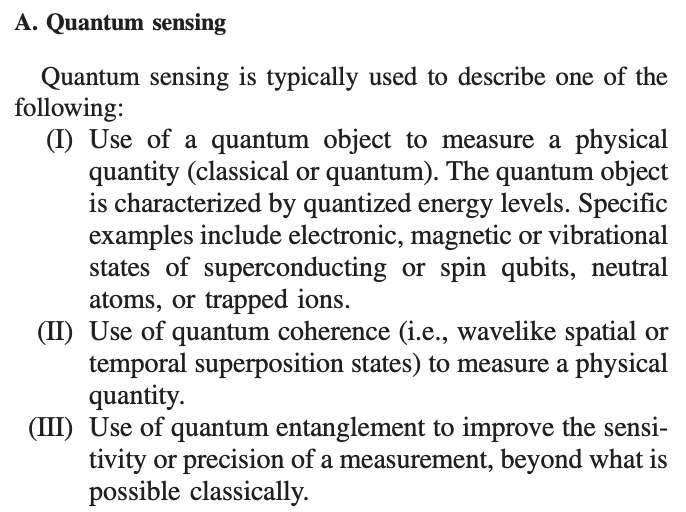 A. Quantum sensing
Quantum sensing is typically used to describe one of the
following:
(I) Use of a quantum object to measure a physical
quantity (classical or quantum). The quantum object
is characterized by quantized energy levels. Specific
examples include electronic, magnetic or vibrational
states of superconducting or spin qubits, neutral
atoms, or trapped ions.
(II) Use of quantum coherence (i.e., wavelike spatial or
temporal superposition states) to measure a physical
quantity.
(III) Use of quantum entanglement to improve the sensi-
tivity or precision of a measurement, beyond what is
possible classically.